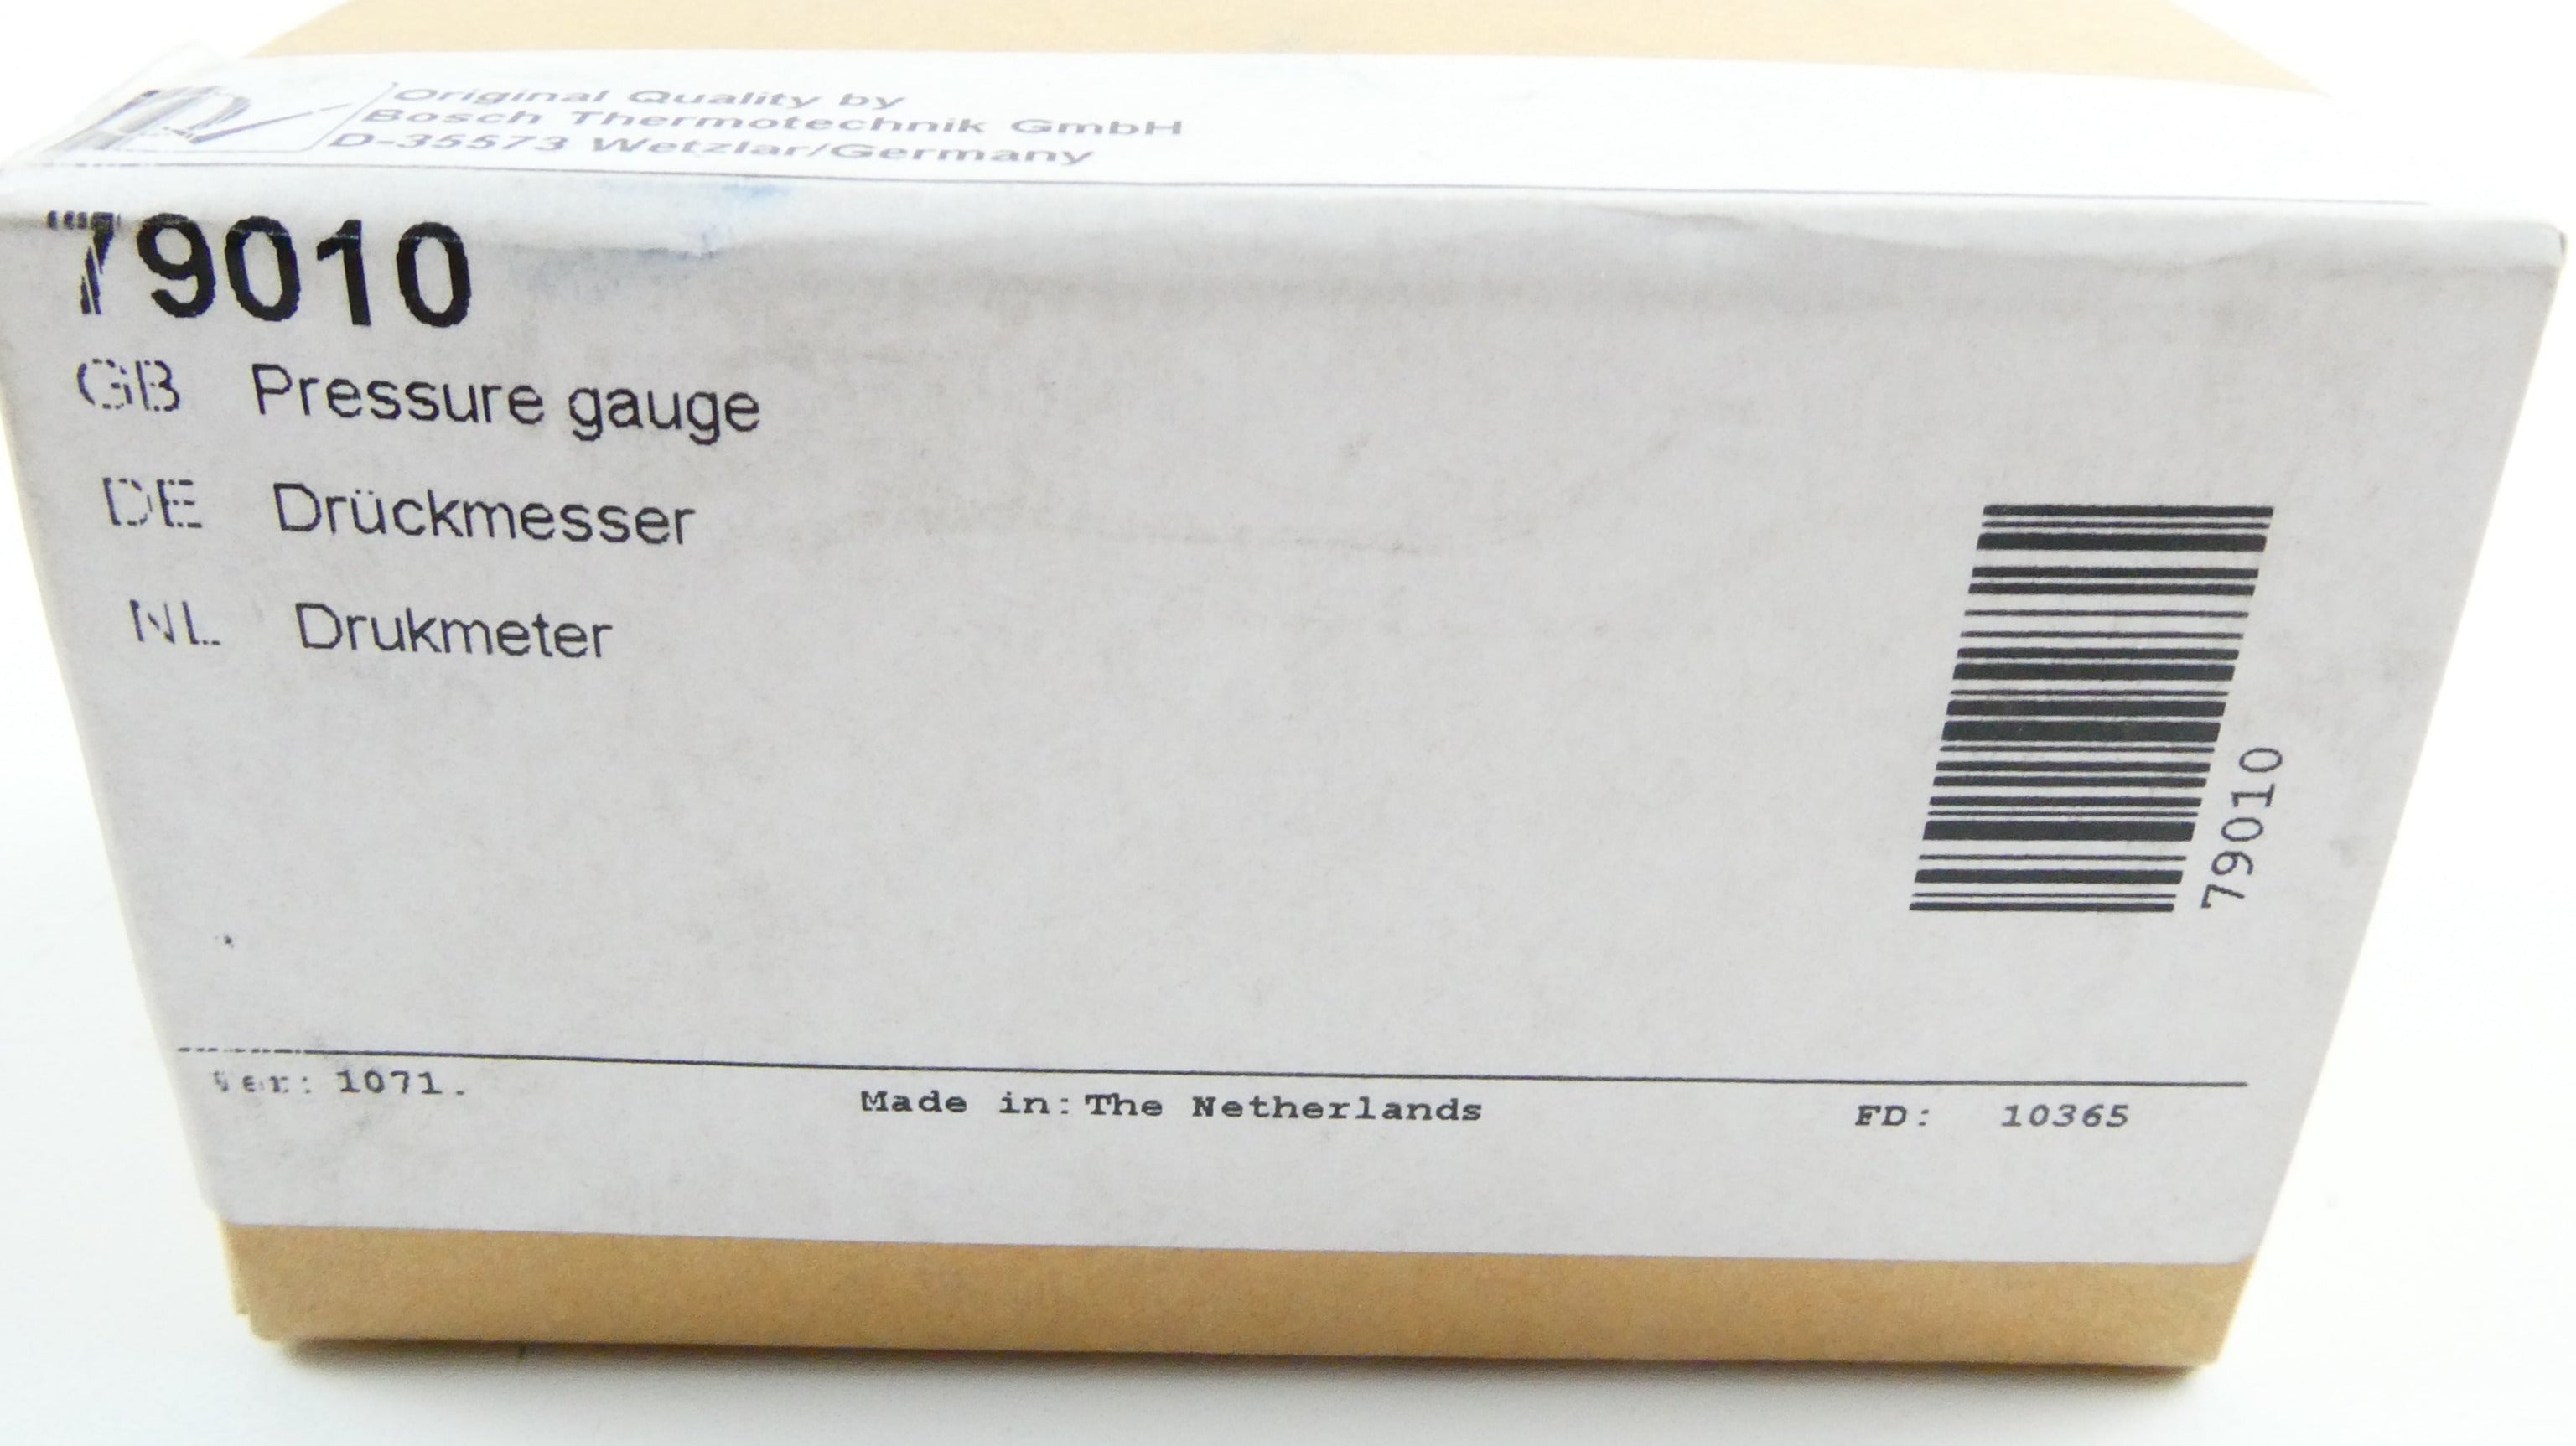 Original Quality by
Bosch Thermotechnik GmbH
D-35573 Wetzlar/Germany
79010
GB Pressure gauge
DE Drückmesser
NL Drukmeter
79010
Ver: 1071.
Made in: The Netherlands
FD: 10365